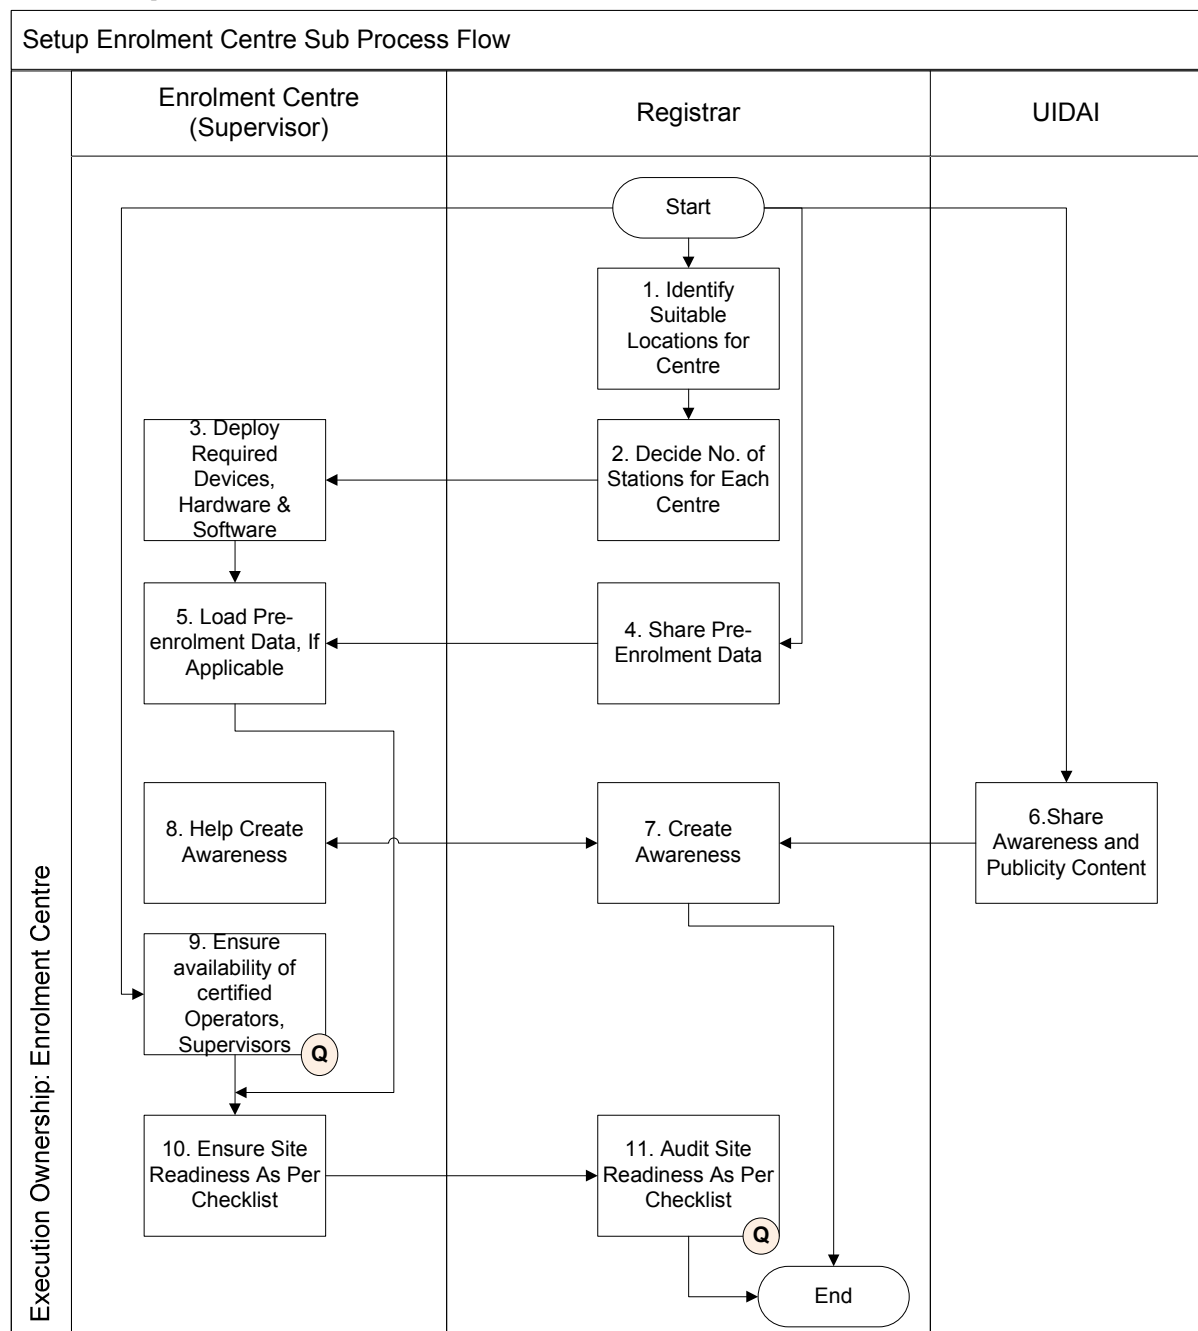 Setup Enrolment Centre Sub Process Flow
Enrolment Centre
(Supervisor)
Registrar
UIDAI
Execution Ownership: Enrolment Centre
Start
1. Identify
Suitable
Locations for
Centre
2. Decide No. of
Stations for Each
Centre
3. Deploy
Required
Devices,
Hardware &
Software
4. Share Pre-
Enrolment Data
5. Load Pre-
enrolment Data, If
Applicable
6.Share
Awareness and
Publicity Content
7. Create
Awareness
8. Help Create
Awareness
9. Ensure
availability of
certified
Operators,
Supervisors
Q
10. Ensure Site
Readiness As Per
Checklist
11. Audit Site
Readiness As Per
Checklist
Q
End